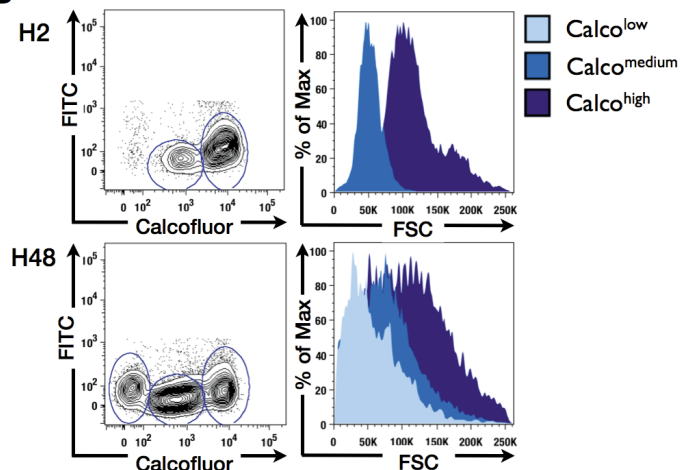 H2
FITC
10^5
10^4
10^3
10^2
0
0 10^2 10^3 10^4 10^5
Calcofluor
% of Max
100
80
60
40
20
0
0 50K 100K 150K 200K 250K
FSC
Calco^low
Calco^medium
Calco^high
H48
FITC
10^5
10^4
10^3
10^2
0
0 10^2 10^3 10^4 10^5
Calcofluor
% of Max
100
80
60
40
20
0
0 50K 100K 150K 200K 250K
FSC